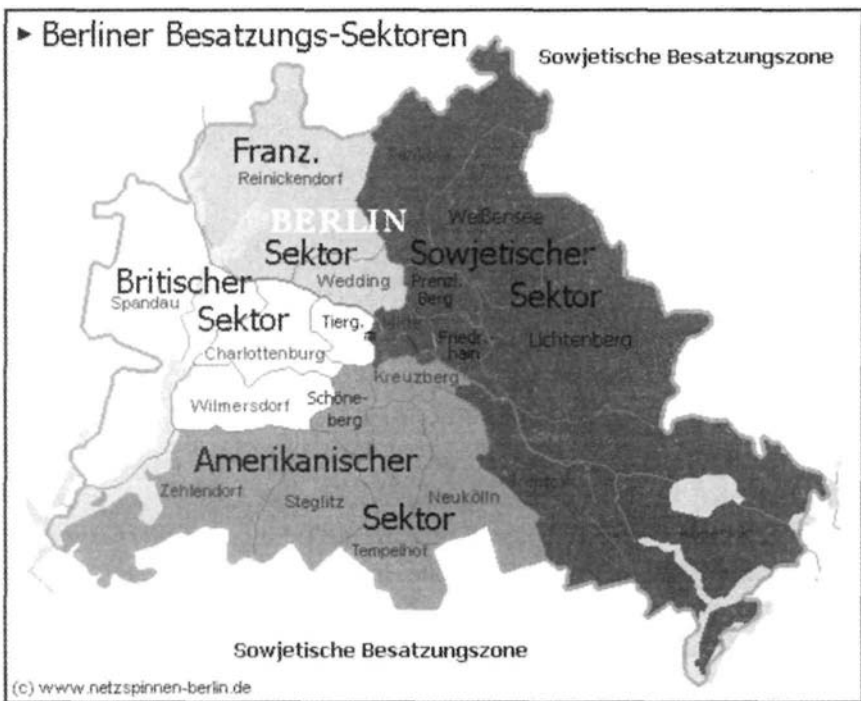 ► Berliner Besatzungs-Sektoren
Sowjetische Besatzungszone
Franz.
Reinickendorf
Pankow
BERLIN
Weißensee
Sektor
Sowjetischer
Wedding
Prenzl.
Berg
Britischer
Spandau
Sektor
Sektor
Tierg.
Mitte
Friedr.-
hain
Lichtenberg
Charlottenburg
Kreuzberg
Wilmersdorf
Schöne-
berg
Amerikanischer
Zehlendorf
Steglitz
Neukölln
Sektor
Tempelhof
Sowjetische Besatzungszone
(c) www.netzspinnen-berlin.de